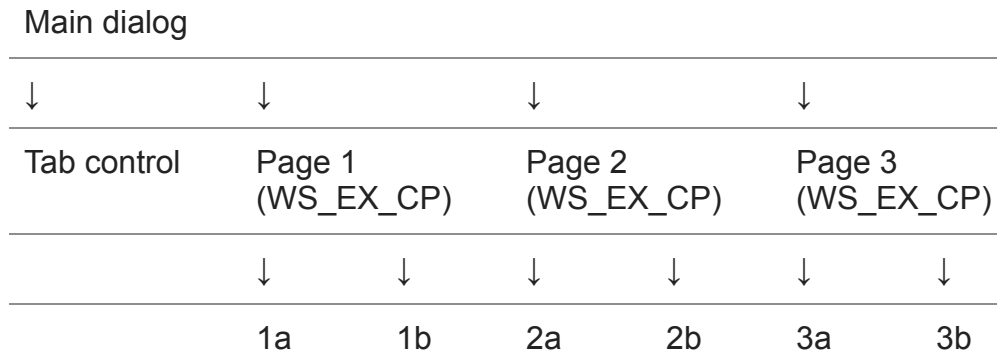 Main dialog
↓ ↓ ↓ ↓
Tab control Page 1 Page 2 Page 3
(WS_EX_CP) (WS_EX_CP) (WS_EX_CP)
↓ ↓ ↓ ↓ ↓ ↓
1a 1b 2a 2b 3a 3b